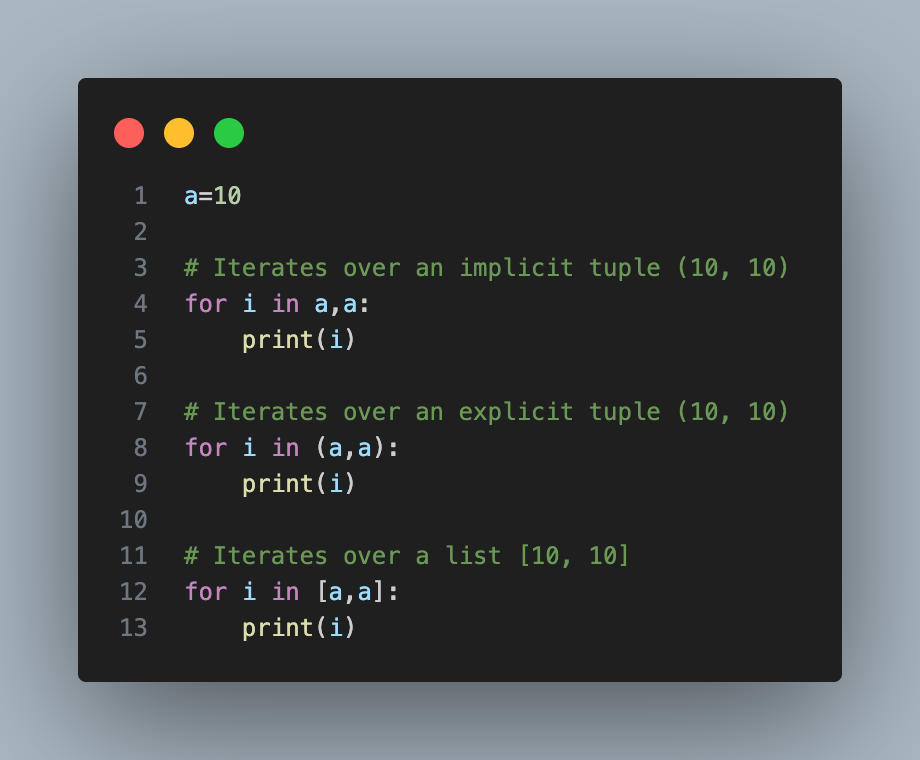 1 a=10
2
3 # Iterates over an implicit tuple (10, 10)
4 for i in a,a:
5     print(i)
6
7 # Iterates over an explicit tuple (10, 10)
8 for i in (a,a):
9     print(i)
10
11 # Iterates over a list [10, 10]
12 for i in [a,a]:
13     print(i)